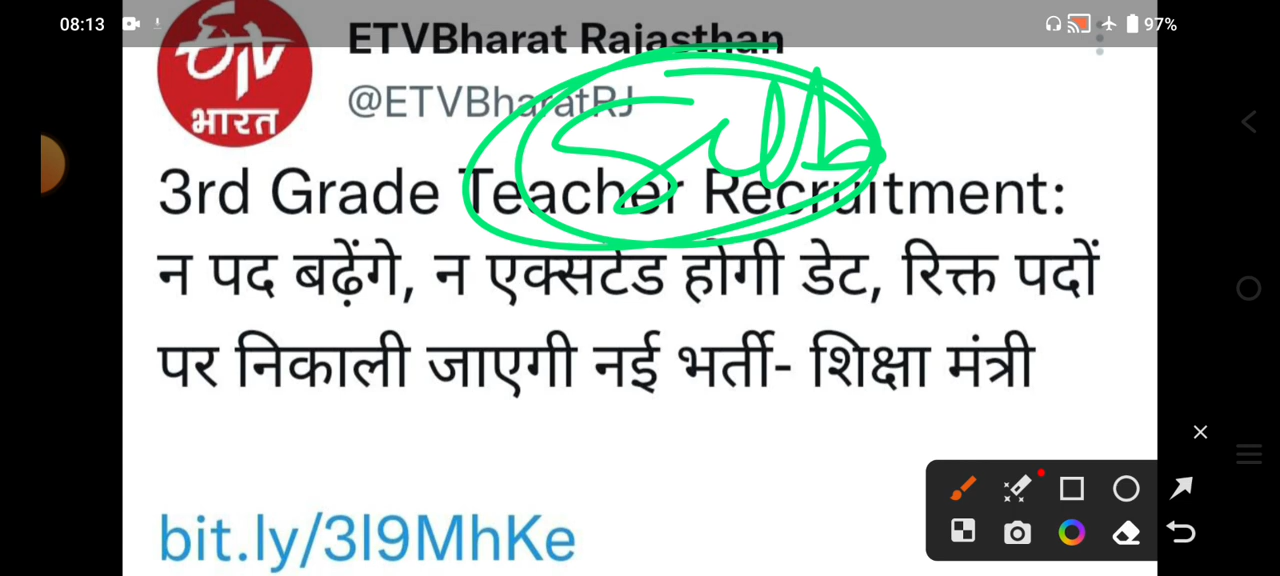 08:13
97%
ETV
भारत
ETVBharat Rajasthan
@ETVBharatRJ
3rd Grade Teacher Recruitment:
न पद बढ़ेंगे, न एक्सटेंड होगी डेट, रिक्त पदों
पर निकाली जाएगी नई भर्ती- शिक्षा मंत्री
bit.ly/3l9MhKe